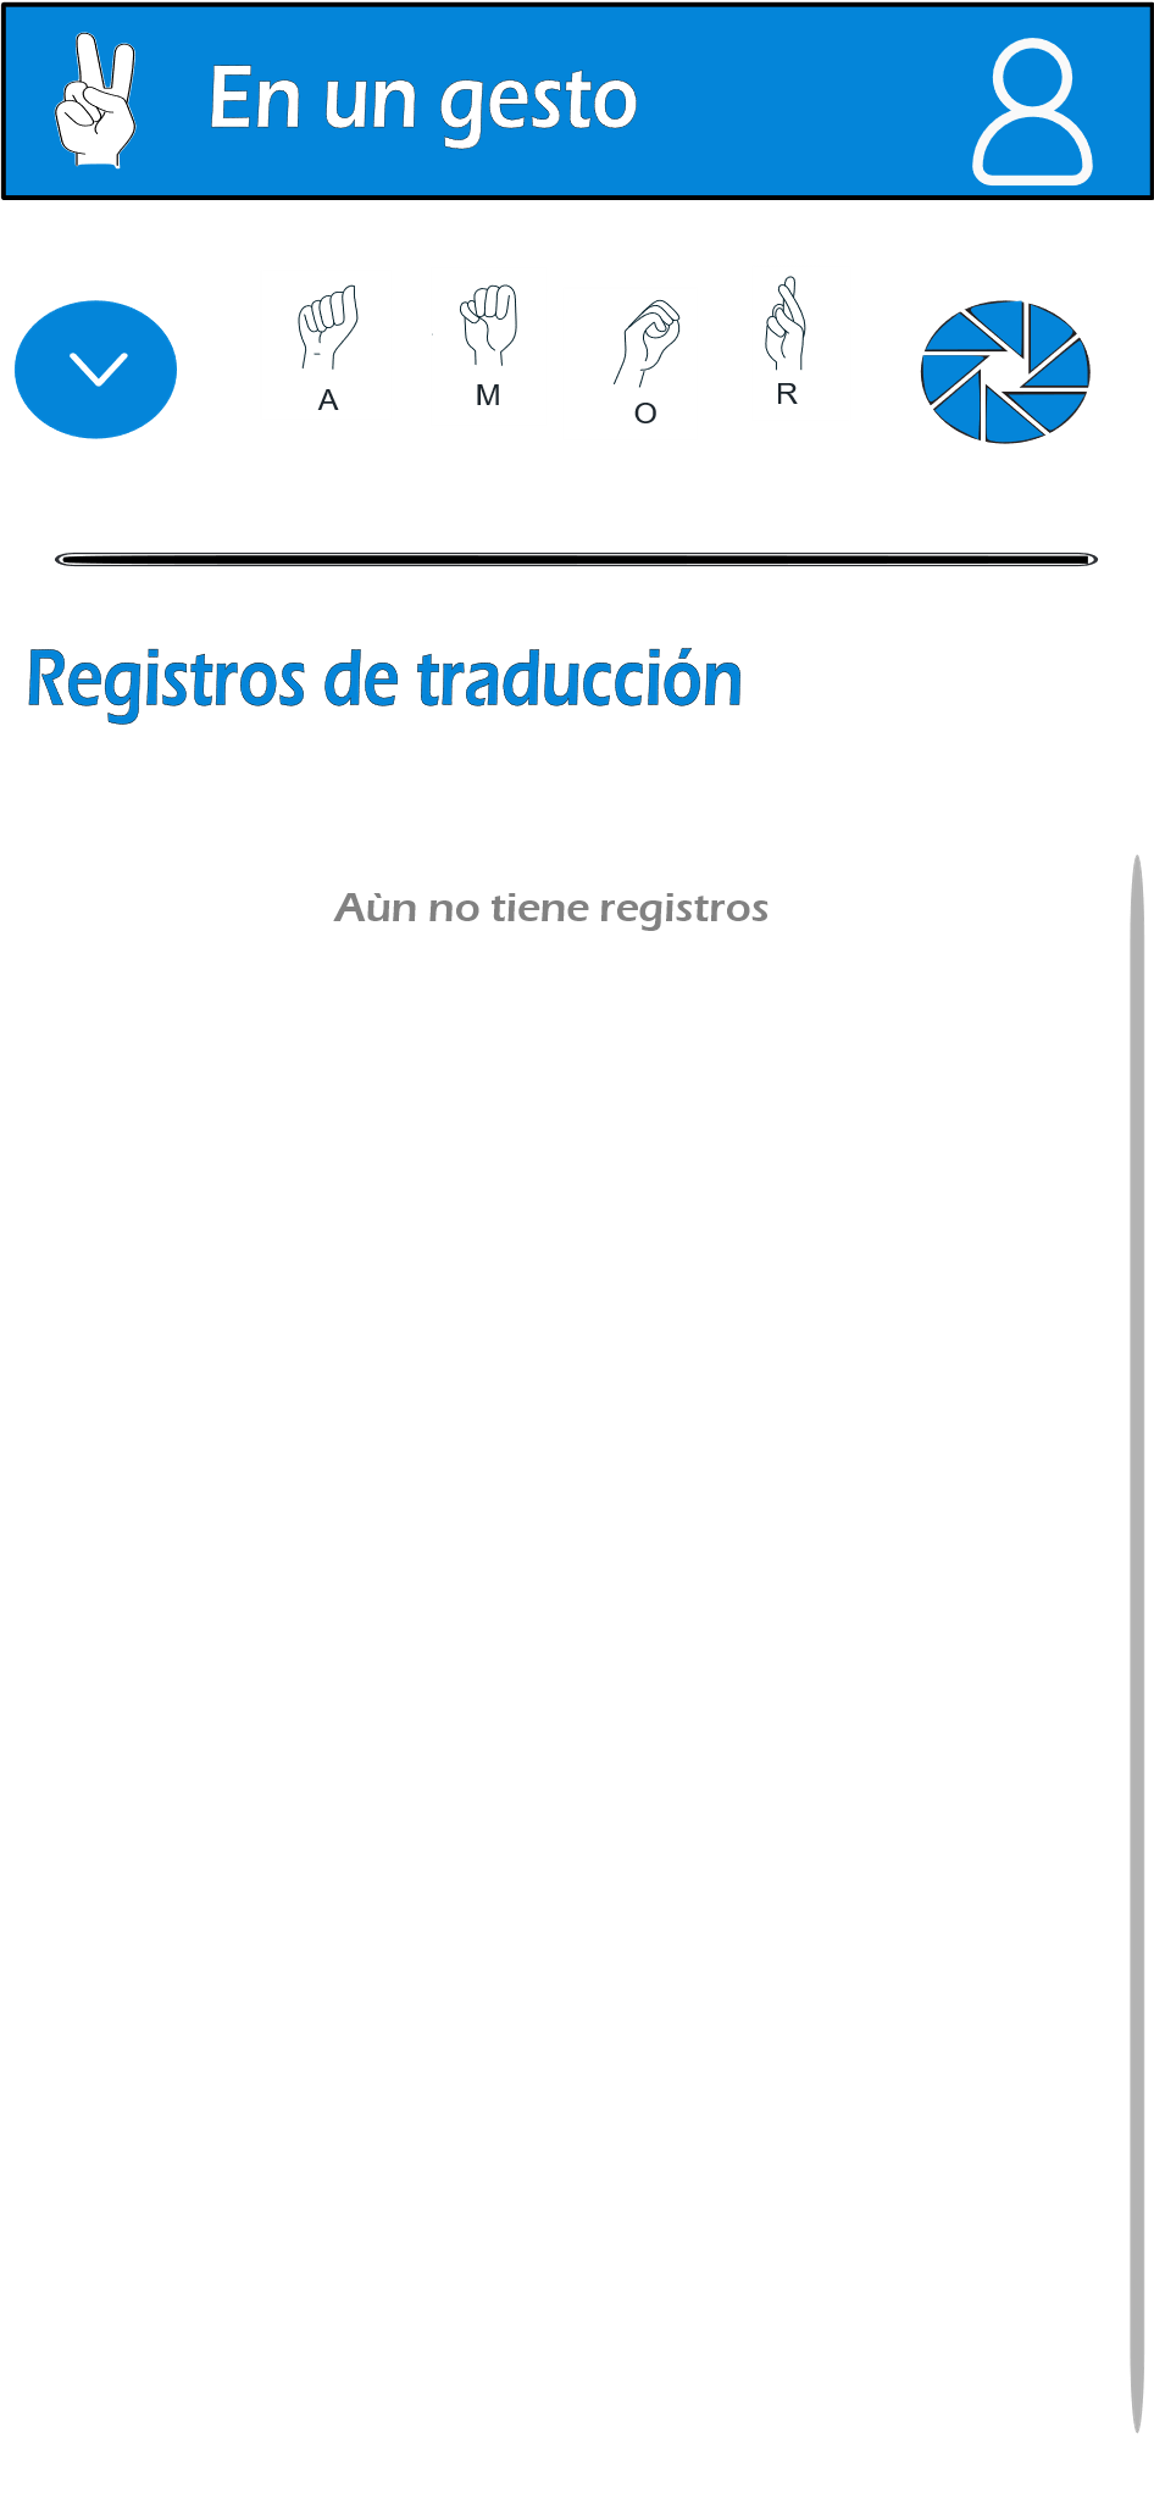 En un gesto
A M O R
Registros de traducción
Aùn no tiene registros